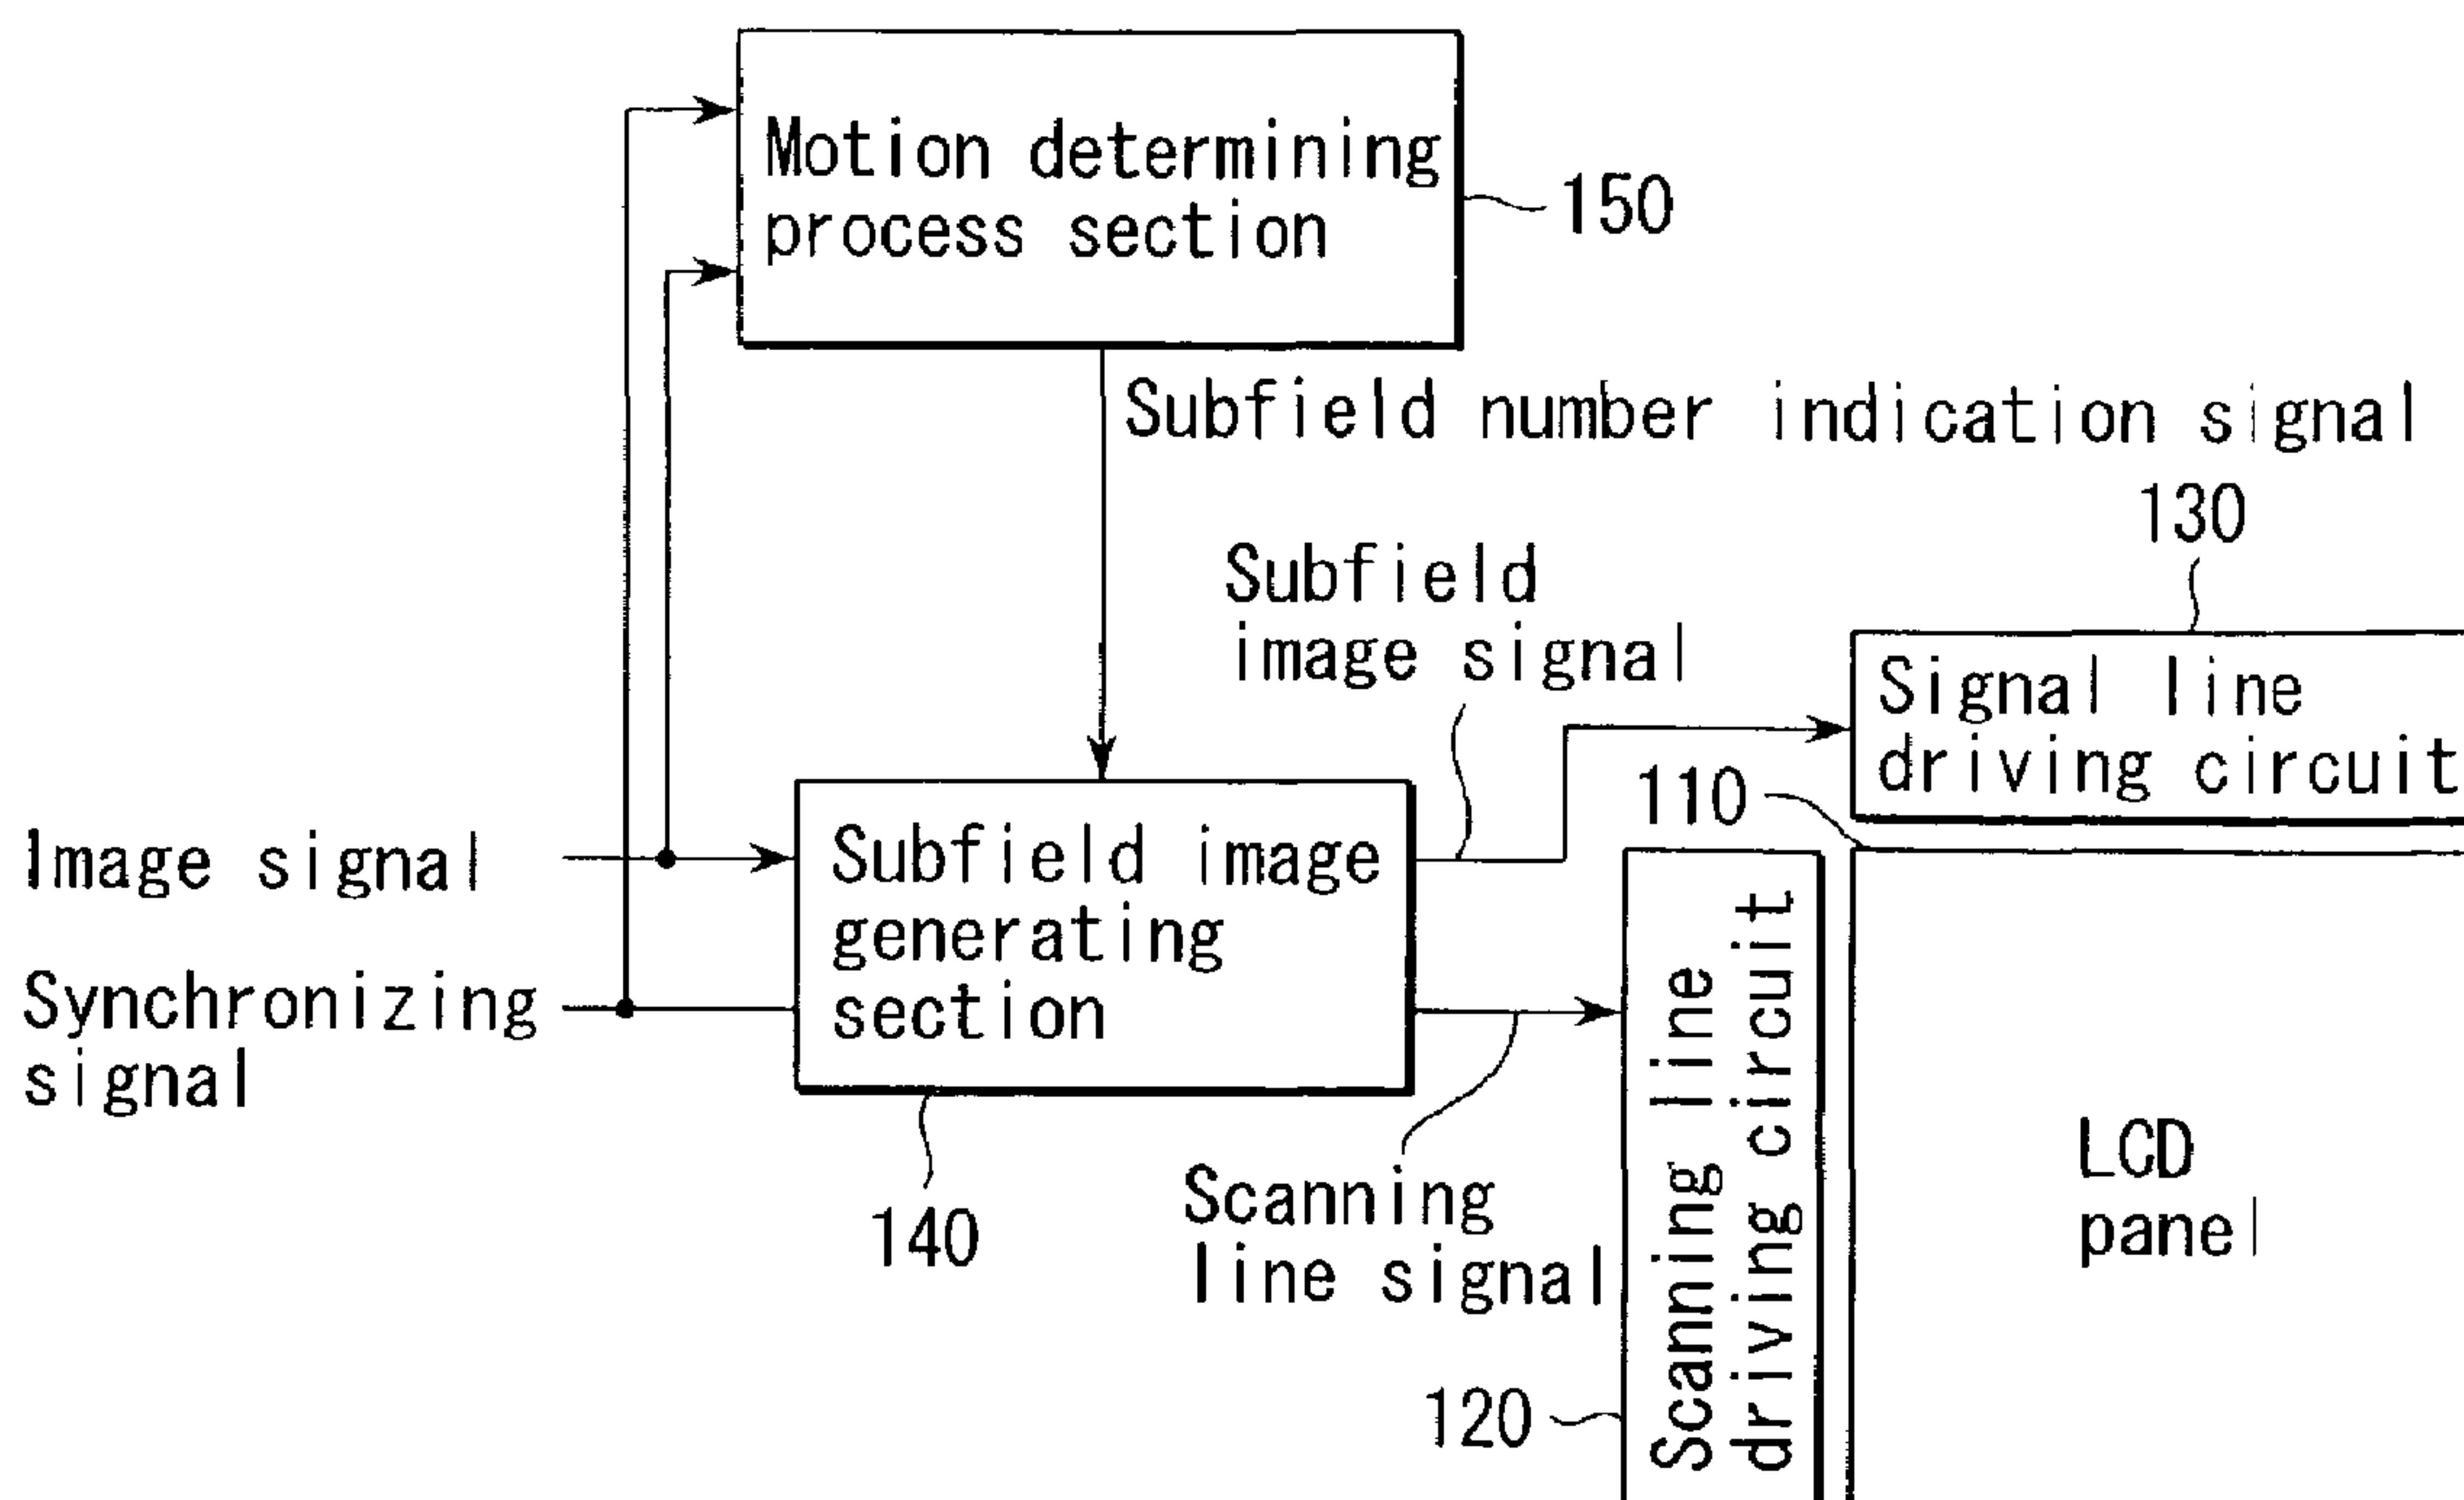 Motion determining
process section
150
Subfield number indication signal
130
Subfield
image signal
Signal line
driving circuit
110
Image signal
Subfield image
generating
section
Synchronizing
signal
Scanning line
driving circuit
LCD
panel
Scanning
line signal
140
120